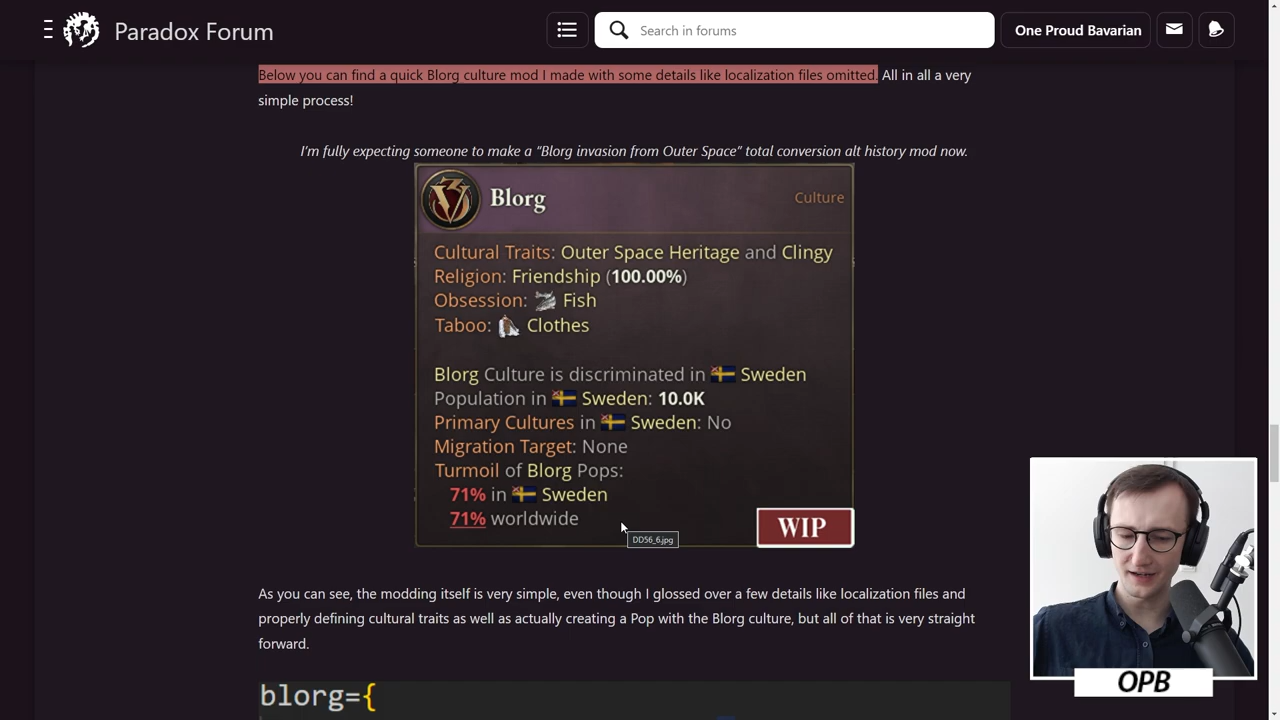 Paradox Forum
Search in forums
One Proud Bavarian
Below you can find a quick Blorg culture mod I made with some details like localization files omitted. All in all a very
simple process!
I'm fully expecting someone to make a “Blorg invasion from Outer Space” total conversion alt history mod now.
Blorg
Culture
Cultural Traits: Outer Space Heritage and Clingy
Religion: Friendship (100.00%)
Obsession: Fish
Taboo: Clothes
Blorg Culture is discriminated in Sweden
Population in Sweden: 10.0K
Primary Cultures in Sweden: No
Migration Target: None
Turmoil of Blorg Pops:
71% in Sweden
71% worldwide
WIP
DD56_6.jpg
As you can see, the modding itself is very simple, even though I glossed over a few details like localization files and
properly defining cultural traits as well as actually creating a Pop with the Blorg culture, but all of that is very straight
forward.
blorg={
OPB